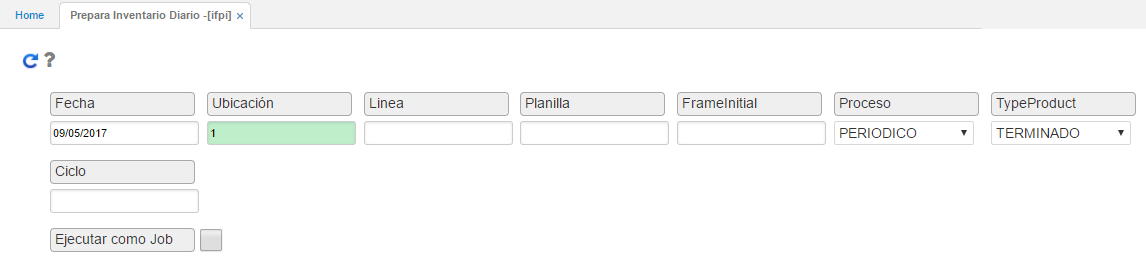 Home Prepara Inventario Diario -[ifpi] ×
?
Fecha Ubicación Linea Planilla FrameInitial Proceso TypeProduct
09/05/2017 1 PERIODICO TERMINADO
Ciclo
Ejecutar como Job